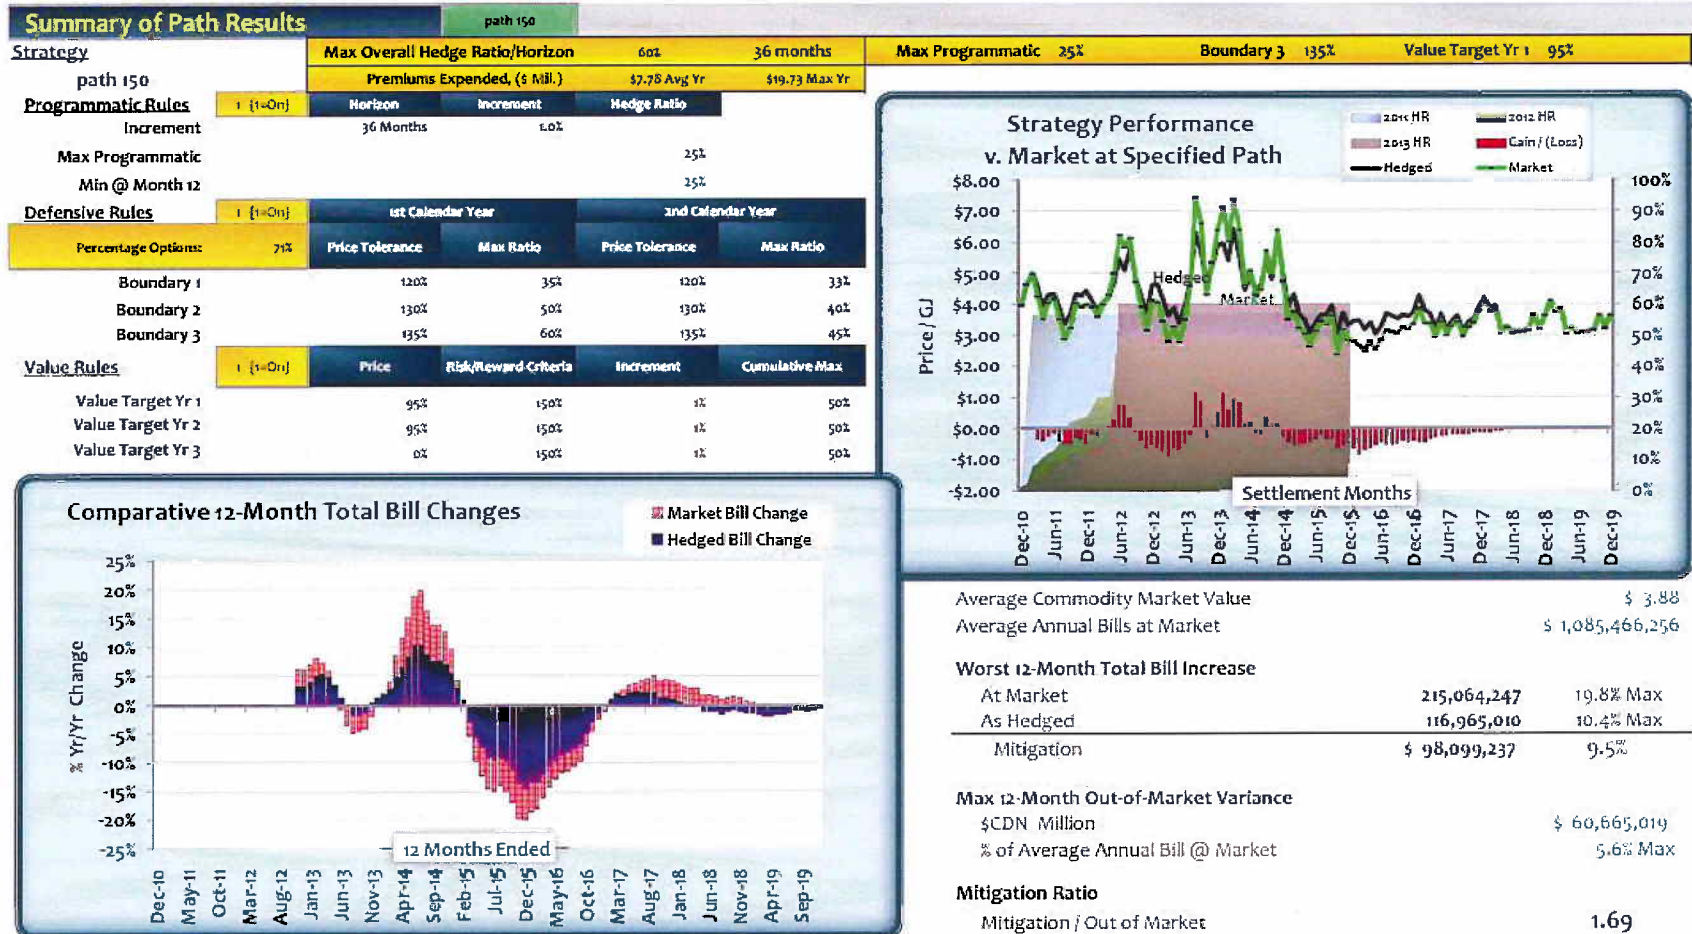 Summary of Path Results path 150
Strategy Max Overall Hedge Ratio/Horizon 60% 36 months Max Programmatic 25% Boundary 3 135% Value Target Yr 1 95%
path 150 Premiums Expended, ($ Mil.) $7.78 Avg Yr $19.73 Max Yr
Programmatic Rules 1 {1=On} Horizon Increment Hedge Ratio
Increment 36 Months 1.0%
Max Programmatic 25%
Min @ Month 12 25%
Defensive Rules 1 {1=On} 1st Calendar Year 2nd Calendar Year
Percentage Options: 71% Price Tolerance Max Ratio Price Tolerance Max Ratio
Boundary 1 120% 35% 120% 33%
Boundary 2 130% 50% 130% 40%
Boundary 3 135% 60% 135% 45%
Value Rules 1 {1=On} Price Risk/Reward Criteria Increment Cumulative Max
Value Target Yr 1 95% 150% 1% 50%
Value Target Yr 2 95% 150% 1% 50%
Value Target Yr 3 0% 150% 1% 50%
Strategy Performance
v. Market at Specified Path
2011 HR 2012 HR
2013 HR Gain / (Loss)
Hedged Market
$8.00 100%
$7.00 90%
$6.00 80%
$5.00 70%
$4.00 60%
$3.00 50%
$2.00 40%
$1.00 30%
$0.00 20%
-$1.00 10%
-$2.00 0%
Price / GJ
Hedged
Market
Settlement Months
Dec-10 Jun-11 Dec-11 Jun-12 Dec-12 Jun-13 Dec-13 Jun-14 Dec-14 Jun-15 Dec-15 Jun-16 Dec-16 Jun-17 Dec-17 Jun-18 Dec-18 Jun-19 Dec-19
Comparative 12-Month Total Bill Changes
Market Bill Change
Hedged Bill Change
25%
20%
15%
10%
5%
0%
-5%
-10%
-15%
-20%
-25%
% Yr/Yr Change
12 Months Ended
Dec-10 May-11 Oct-11 Mar-12 Aug-12 Jan-13 Jun-13 Nov-13 Apr-14 Sep-14 Feb-15 Jul-15 Dec-15 May-16 Oct-16 Mar-17 Aug-17 Jan-18 Jun-18 Nov-18 Apr-19 Sep-19
Average Commodity Market Value $ 3.88
Average Annual Bills at Market $ 1,085,466,256
Worst 12-Month Total Bill Increase
At Market 215,064,247 19.8% Max
As Hedged 116,965,010 10.4% Max
Mitigation $ 98,099,237 9.5%
Max 12-Month Out-of-Market Variance
$CDN Million $ 60,665,019
% of Average Annual Bill @ Market 5.6% Max
Mitigation Ratio
Mitigation / Out of Market 1.69